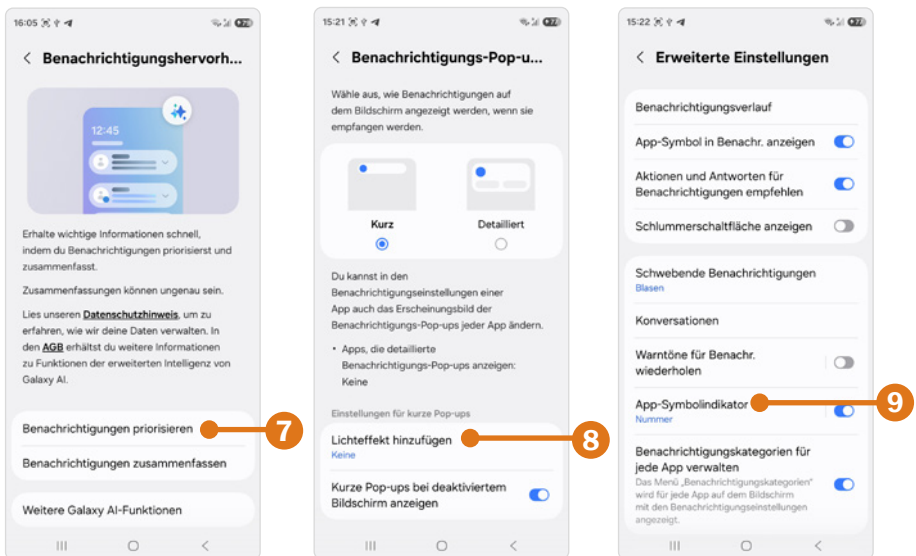 16:05
Benachrichtigungshervorh...
12:45
Erhalte wichtige Informationen schnell,
indem du Benachrichtigungen priorisierst und
zusammenfasst.
Zusammenfassungen können ungenau sein.
Lies unseren Datenschutzhinweis, um zu
erfahren, wie wir deine Daten verwalten. In
den AGB erhältst du weitere Informationen
zu Funktionen der erweiterten Intelligenz von
Galaxy AI.
Benachrichtigungen priorisieren
7
Benachrichtigungen zusammenfassen
Weitere Galaxy AI-Funktionen
15:21
Benachrichtigungs-Pop-u...
Wähle aus, wie Benachrichtigungen auf
dem Bildschirm angezeigt werden, wenn sie
empfangen werden.
Kurz
Detailliert
Du kannst in den
Benachrichtigungseinstellungen einer
App auch das Erscheinungsbild der
Benachrichtigungs-Pop-ups jeder App ändern.
• Apps, die detaillierte
Benachrichtigungs-Pop-ups anzeigen:
Keine
Einstellungen für kurze Pop-ups
Lichteffekt hinzufügen
Keine
8
Kurze Pop-ups bei deaktiviertem
Bildschirm anzeigen
15:22
Erweiterte Einstellungen
Benachrichtigungsverlauf
App-Symbol in Benachr. anzeigen
Aktionen und Antworten für
Benachrichtigungen empfehlen
Schlummerschaltfläche anzeigen
Schwebende Benachrichtigungen
Blasen
Konversationen
Warntöne für Benachr.
wiederholen
App-Symbolindikator
Nummer
9
Benachrichtigungskategorien für
jede App verwalten
Das Menü „Benachrichtigungskategorien“
wird für jede App auf dem Bildschirm
mit den Benachrichtigungseinstellungen
angezeigt.